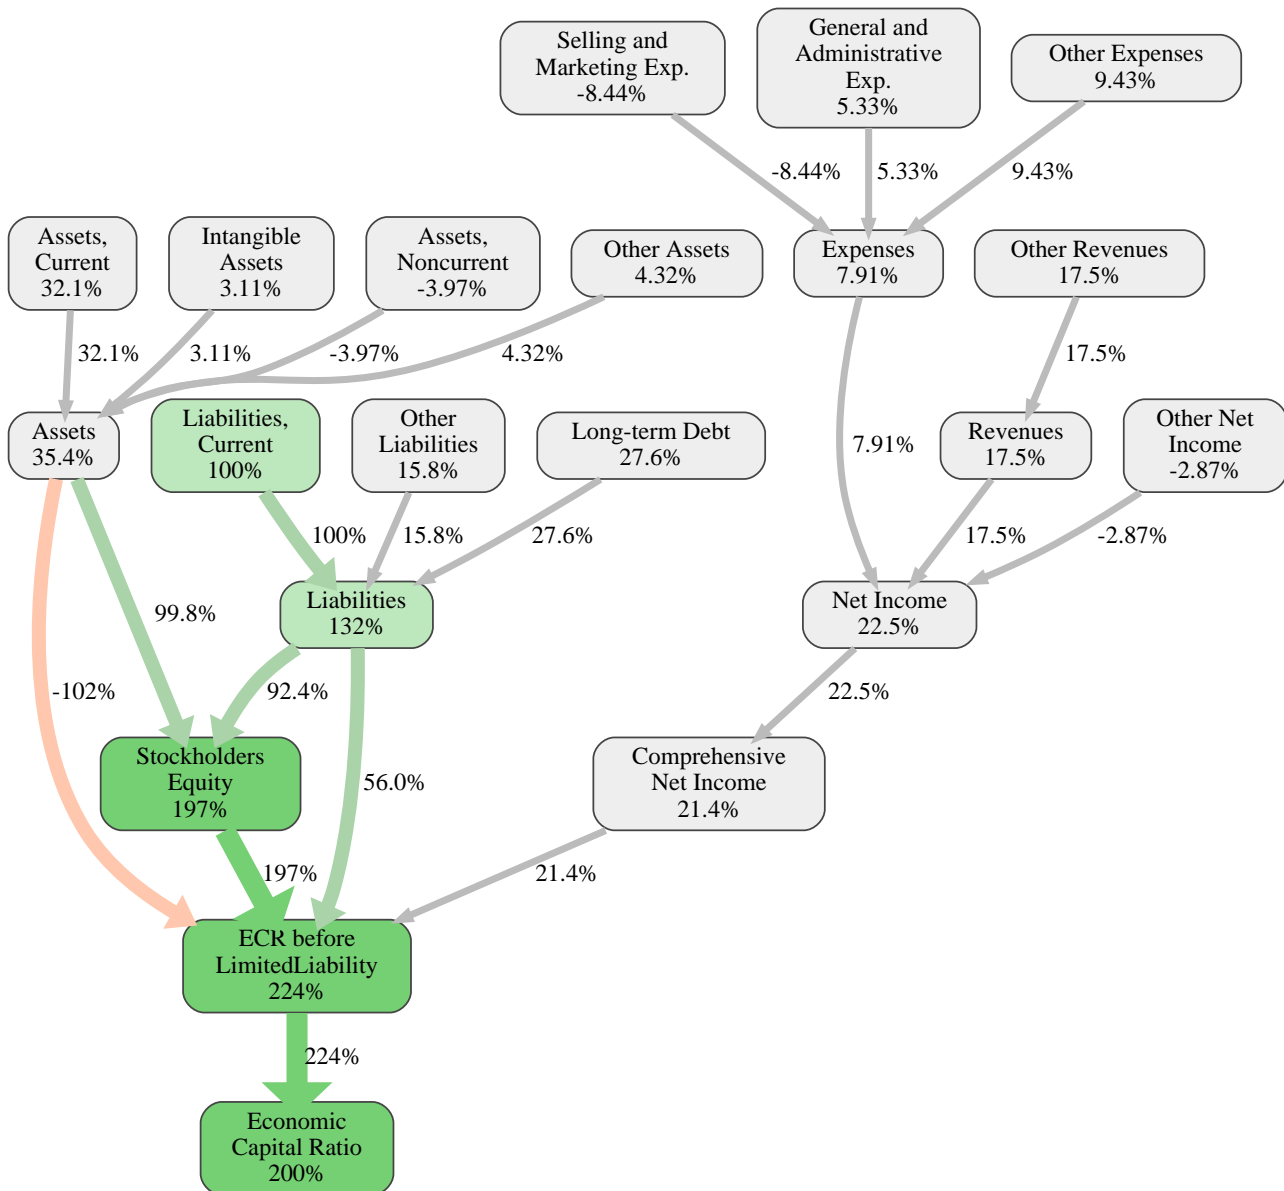 Selling and
Marketing Exp.
-8.44%
General and
Administrative
Exp.
5.33%
Other Expenses
9.43%
-8.44%
5.33%
9.43%
Assets,
Current
32.1%
Intangible
Assets
3.11%
Assets,
Noncurrent
-3.97%
Other Assets
4.32%
Expenses
7.91%
Other Revenues
17.5%
32.1%
3.11%
-3.97%
4.32%
17.5%
Assets
35.4%
Liabilities,
Current
100%
Other
Liabilities
15.8%
Long-term Debt
27.6%
7.91%
Revenues
17.5%
Other Net
Income
-2.87%
100%
15.8%
27.6%
17.5%
-2.87%
99.8%
Liabilities
132%
Net Income
22.5%
-102%
92.4%
22.5%
Stockholders
Equity
197%
56.0%
Comprehensive
Net Income
21.4%
197%
21.4%
ECR before
LimitedLiability
224%
224%
Economic
Capital Ratio
200%